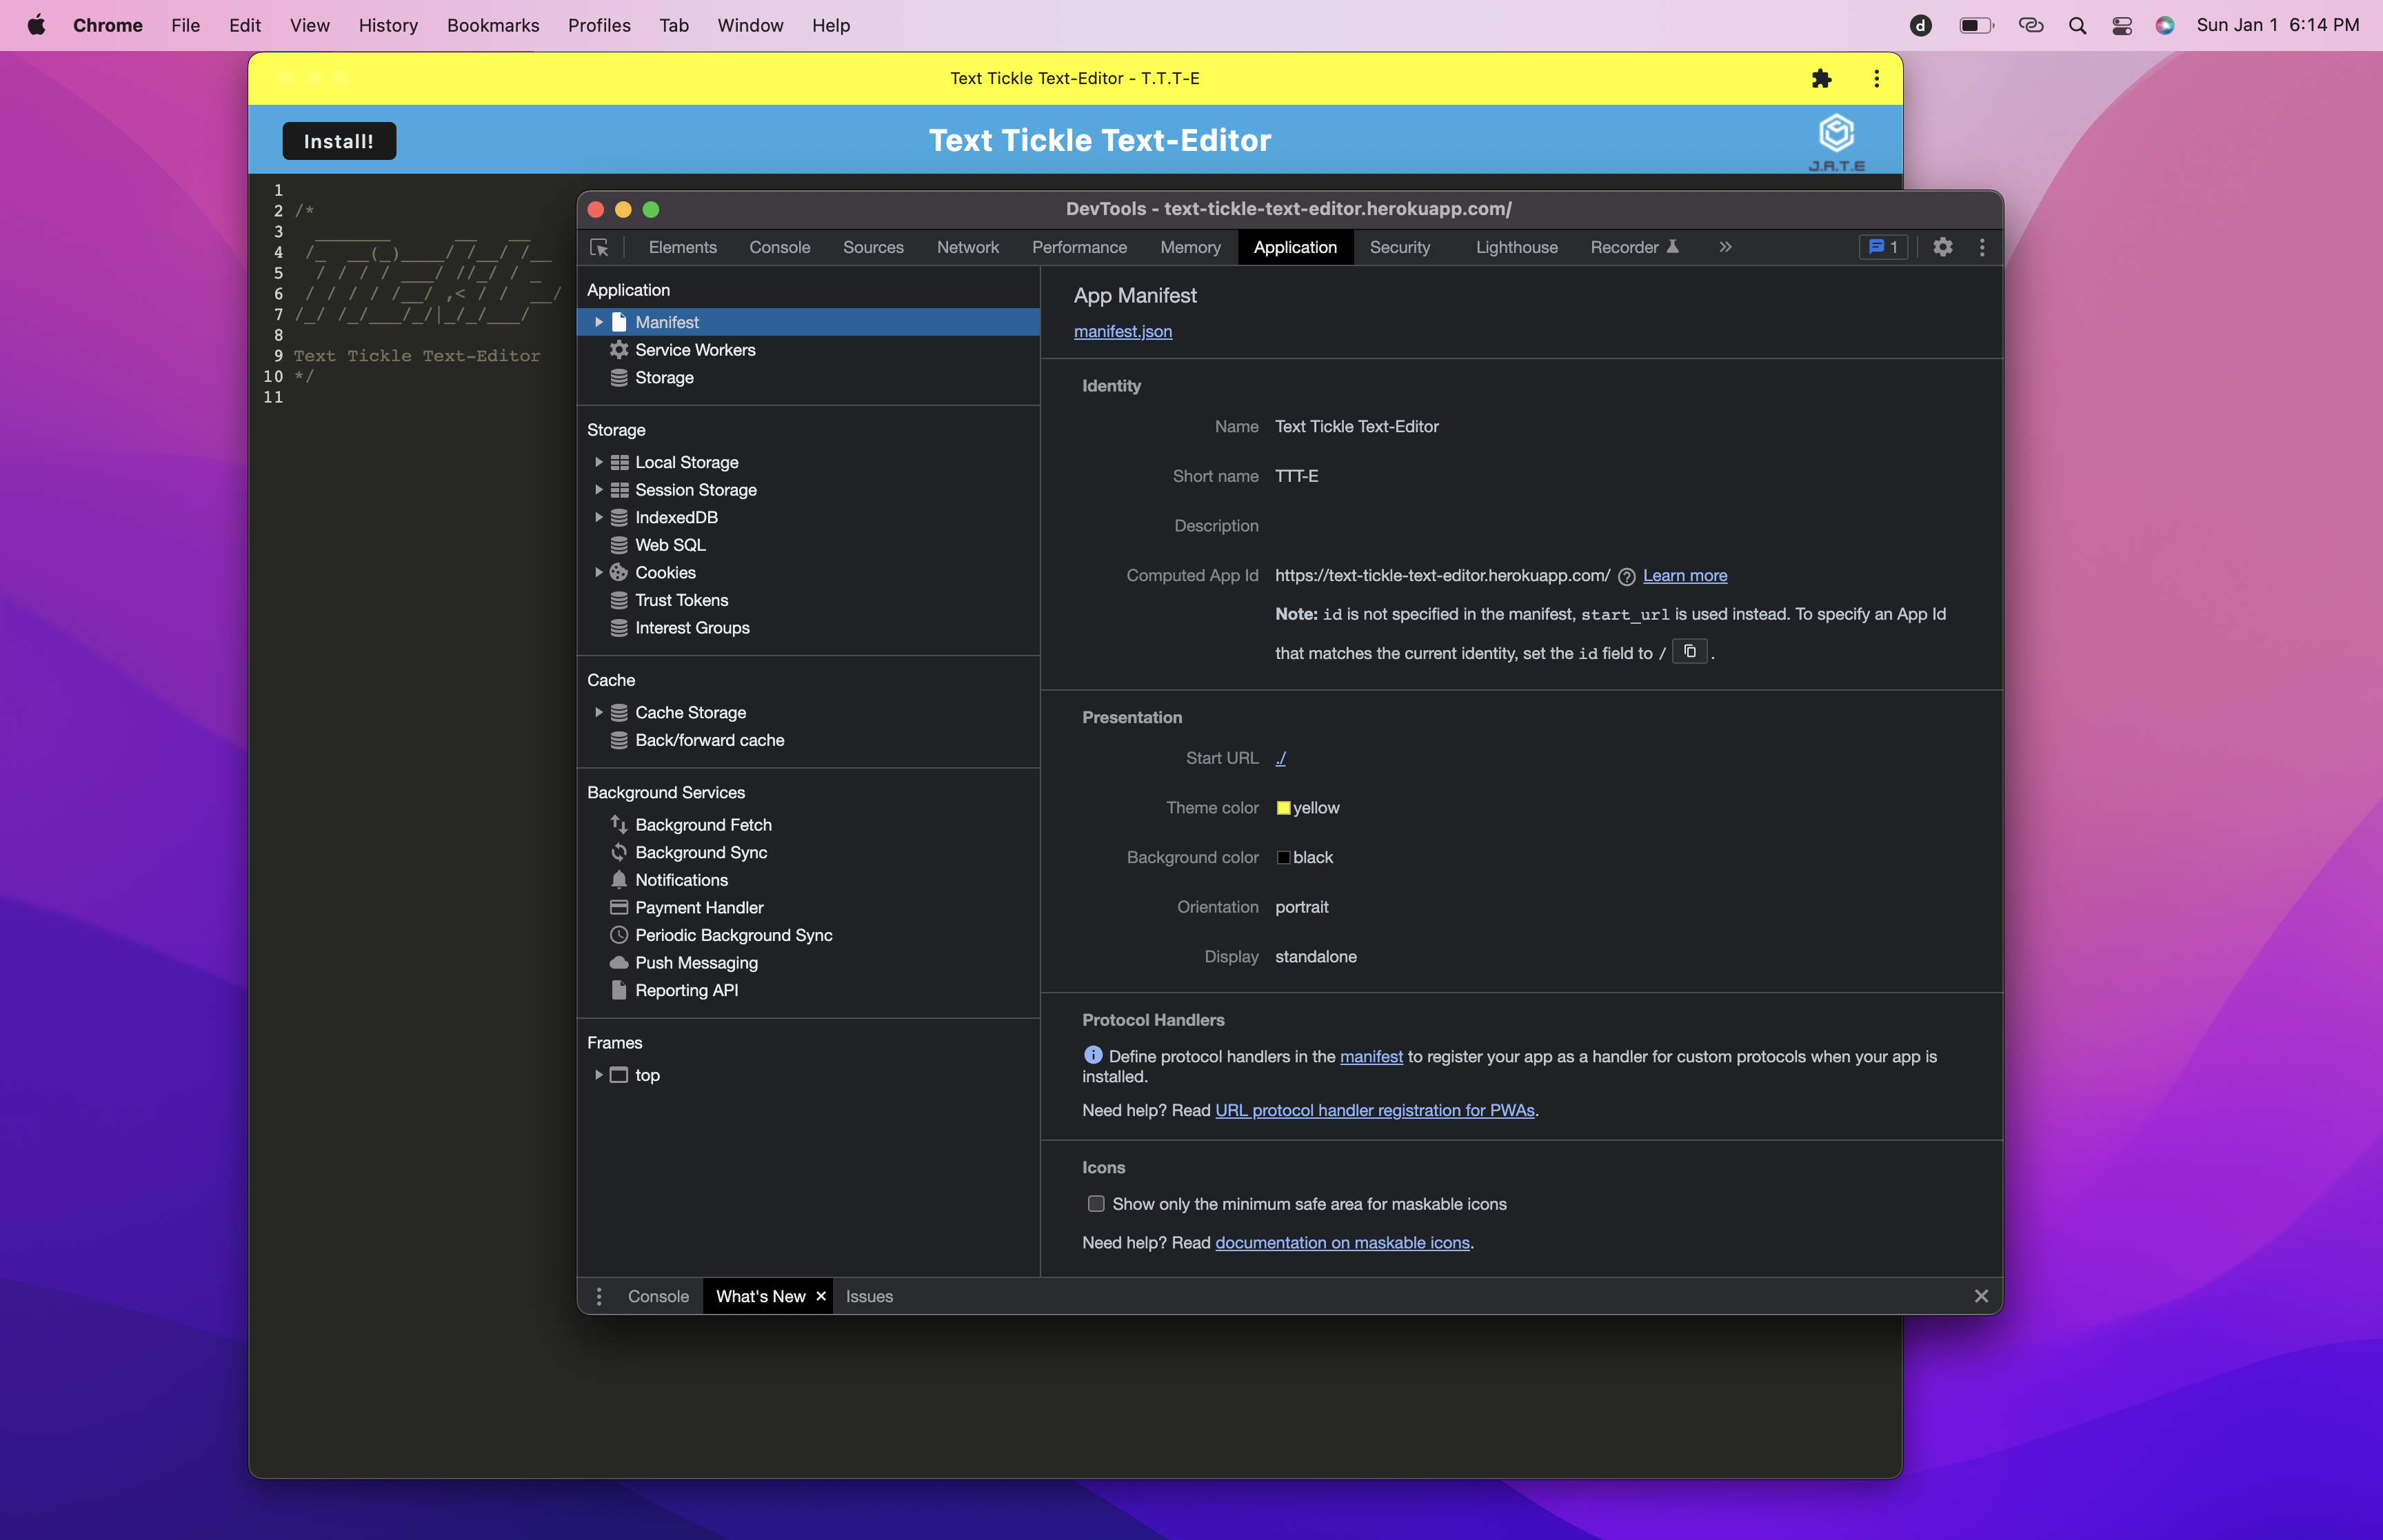 Chrome File Edit View History Bookmarks Profiles Tab Window Help
d Sun Jan 1 6:14 PM
Text Tickle Text-Editor - T.T.T-E
Install!
Text Tickle Text-Editor
J.A.T.E
1
2 /*
3
4
5
6
7
8
9 Text Tickle Text-Editor
10 */
11
DevTools - text-tickle-text-editor.herokuapp.com/
Elements Console Sources Network Performance Memory Application Security Lighthouse Recorder » 1
Application
Manifest
Service Workers
Storage
Storage
Local Storage
Session Storage
IndexedDB
Web SQL
Cookies
Trust Tokens
Interest Groups
Cache
Cache Storage
Back/forward cache
Background Services
Background Fetch
Background Sync
Notifications
Payment Handler
Periodic Background Sync
Push Messaging
Reporting API
Frames
top
App Manifest
manifest.json
Identity
Name Text Tickle Text-Editor
Short name TTT-E
Description
Computed App Id https://text-tickle-text-editor.herokuapp.com/ Learn more
Note: id is not specified in the manifest, start_url is used instead. To specify an App Id
that matches the current identity, set the id field to / .
Presentation
Start URL ./
Theme color yellow
Background color black
Orientation portrait
Display standalone
Protocol Handlers
Define protocol handlers in the manifest to register your app as a handler for custom protocols when your app is
installed.
Need help? Read URL protocol handler registration for PWAs.
Icons
Show only the minimum safe area for maskable icons
Need help? Read documentation on maskable icons.
Console What's New × Issues